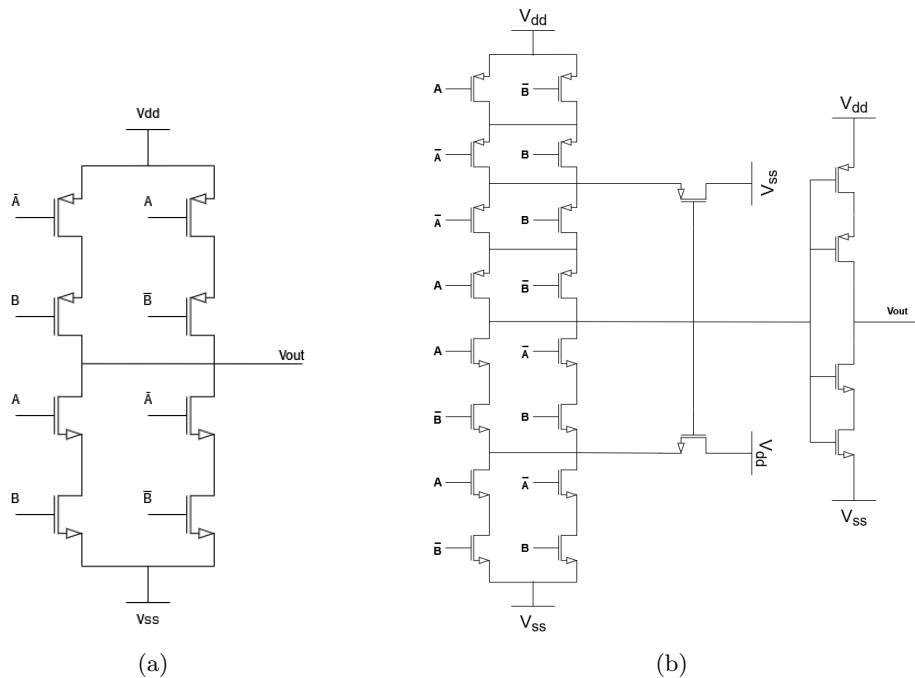 Vdd
Ā A
B B̅
Vout
A Ā
B B̅
Vss
(a)
Vdd
A B̅
A̅ B
Vss
A̅ B
A B̅
Vdd
Vout
A A̅
B̅ B
Vdd
A A̅
B̅ B
Vss
Vss
(b)